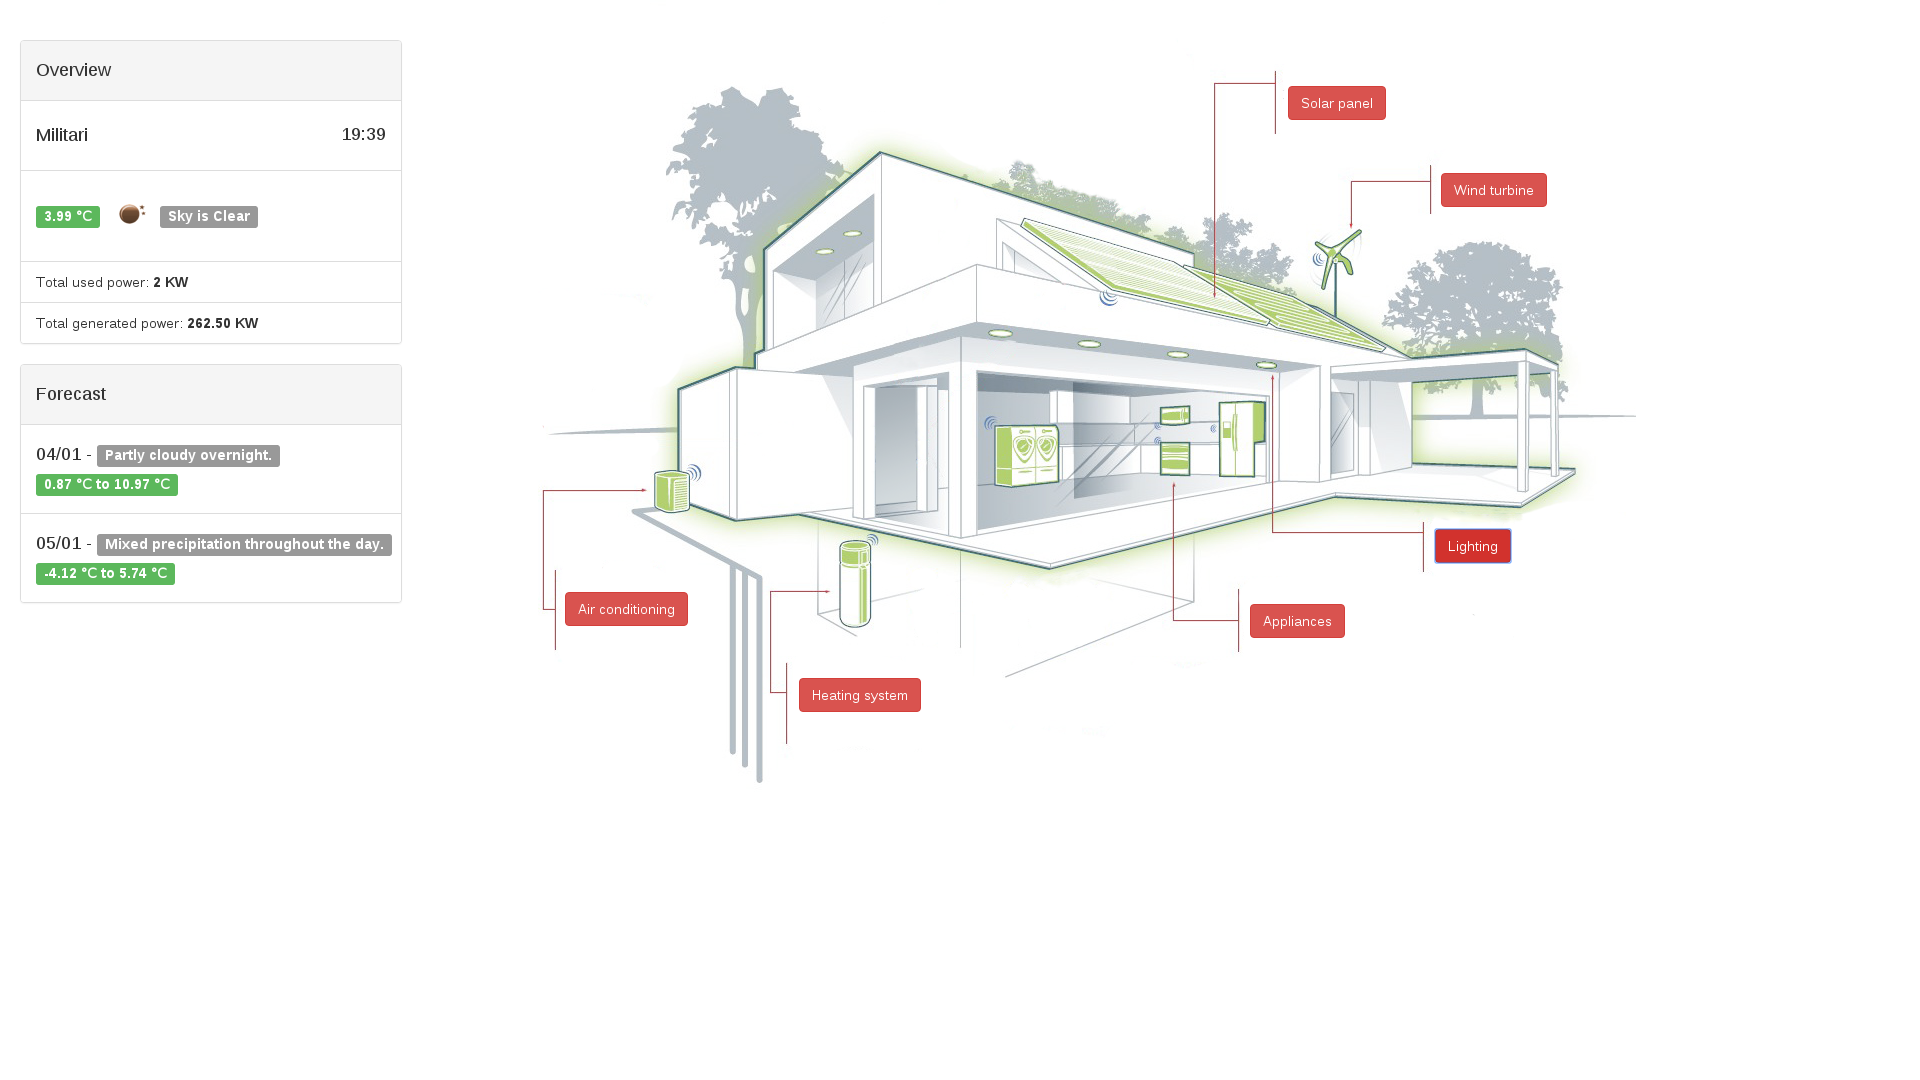 Overview
Militari 19:39
3.99 °C Sky is Clear
Total used power: 2 KW
Total generated power: 262.50 KW
Forecast
04/01 - Partly cloudy overnight.
0.87 °C to 10.97 °C
05/01 - Mixed precipitation throughout the day.
-4.12 °C to 5.74 °C
Solar panel
Wind turbine
Lighting
Air conditioning
Appliances
Heating system